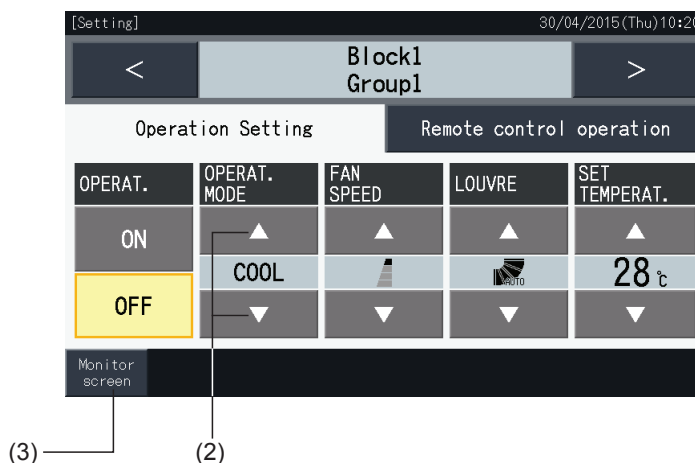 [Setting] 30/04/2015(Thu)10:20
< Block1 >
Group1
Operation Setting Remote control operation
OPERAT. OPERAT. MODE FAN SPEED LOUVRE SET TEMPERAT.
ON
COOL AUTO 28℃
OFF
Monitor
screen
(3) (2)